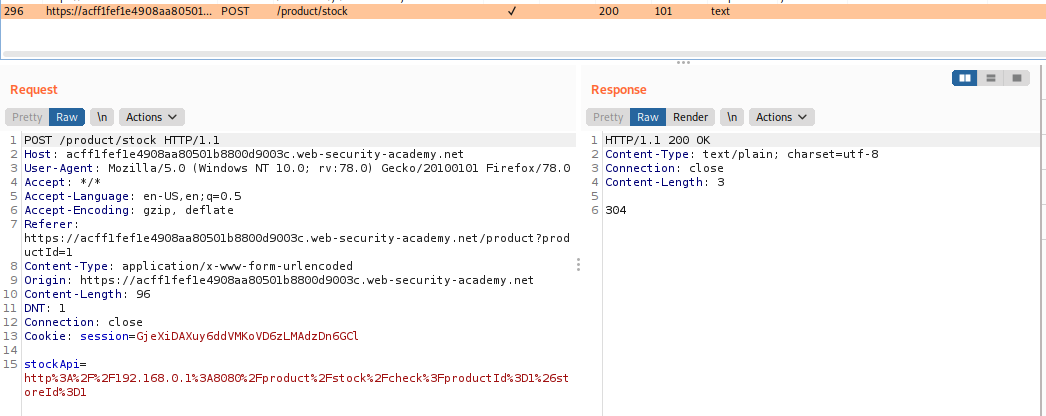 296 https://acff1fef1e4908aa80501... POST /product/stock ✓ 200 101 text
Request
Pretty Raw \n Actions
1 POST /product/stock HTTP/1.1
2 Host: acff1fef1e4908aa80501b8800d9003c.web-security-academy.net
3 User-Agent: Mozilla/5.0 (Windows NT 10.0; rv:78.0) Gecko/20100101 Firefox/78.0
4 Accept: */*
5 Accept-Language: en-US,en;q=0.5
6 Accept-Encoding: gzip, deflate
7 Referer:
https://acff1fef1e4908aa80501b8800d9003c.web-security-academy.net/product?prod
uctId=1
8 Content-Type: application/x-www-form-urlencoded
9 Origin: https://acff1fef1e4908aa80501b8800d9003c.web-security-academy.net
10 Content-Length: 96
11 DNT: 1
12 Connection: close
13 Cookie: session=GjeXiDAXuy6ddVMKoVD6zLMAdzDn6GCl
14
15 stockApi=
http%3A%2F%2F192.168.0.1%3A8080%2Fproduct%2Fstock%2Fcheck%3FproductId%3D1%26st
oreId%3D1
Response
Pretty Raw Render \n Actions
1 HTTP/1.1 200 OK
2 Content-Type: text/plain; charset=utf-8
3 Connection: close
4 Content-Length: 3
5
6 304